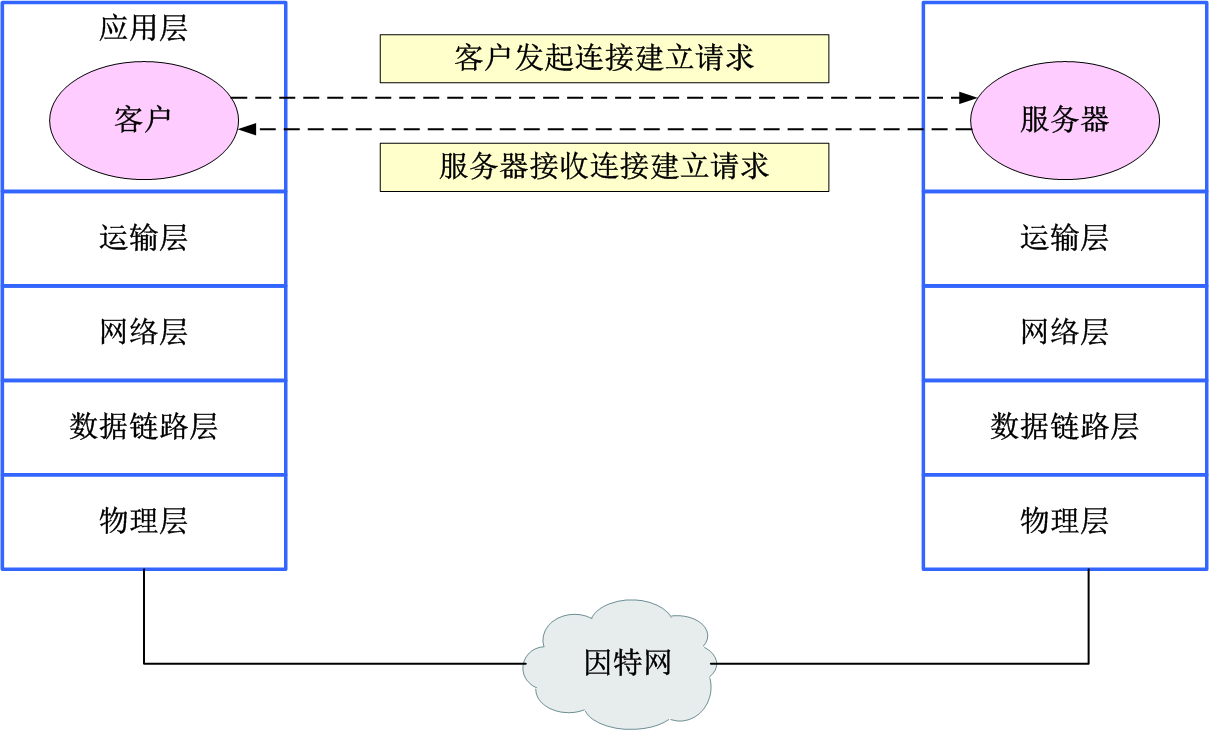 应用层
客户
客户发起连接建立请求
服务器接收连接建立请求
服务器
运输层
运输层
网络层
网络层
数据链路层
数据链路层
物理层
物理层
因特网